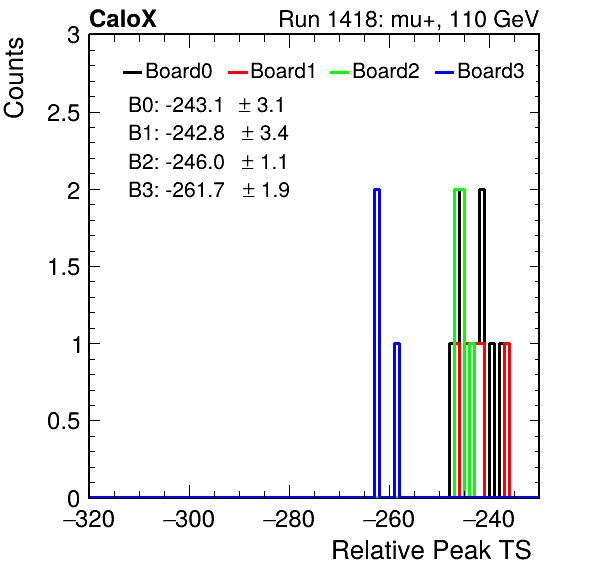 CaloX Run 1418: mu+, 110 GeV
Counts
3
Board0 Board1 Board2 Board3
B0: -243.1 ± 3.1
B1: -242.8 ± 3.4
B2: -246.0 ± 1.1
B3: -261.7 ± 1.9
2.5
2
1.5
1
0.5
0
−320 −300 −280 −260 −240
Relative Peak TS